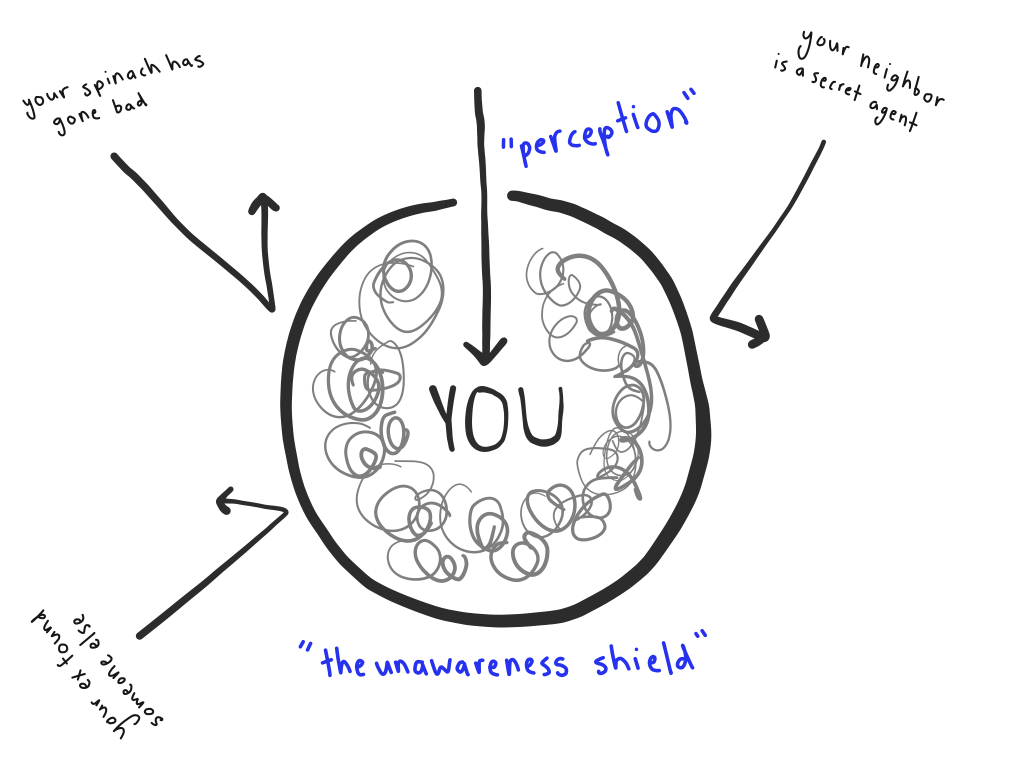 your spinach has
gone bad
your neighbor
is a secret agent
"perception"
YOU
your ex found
someone else
"the unawareness shield"